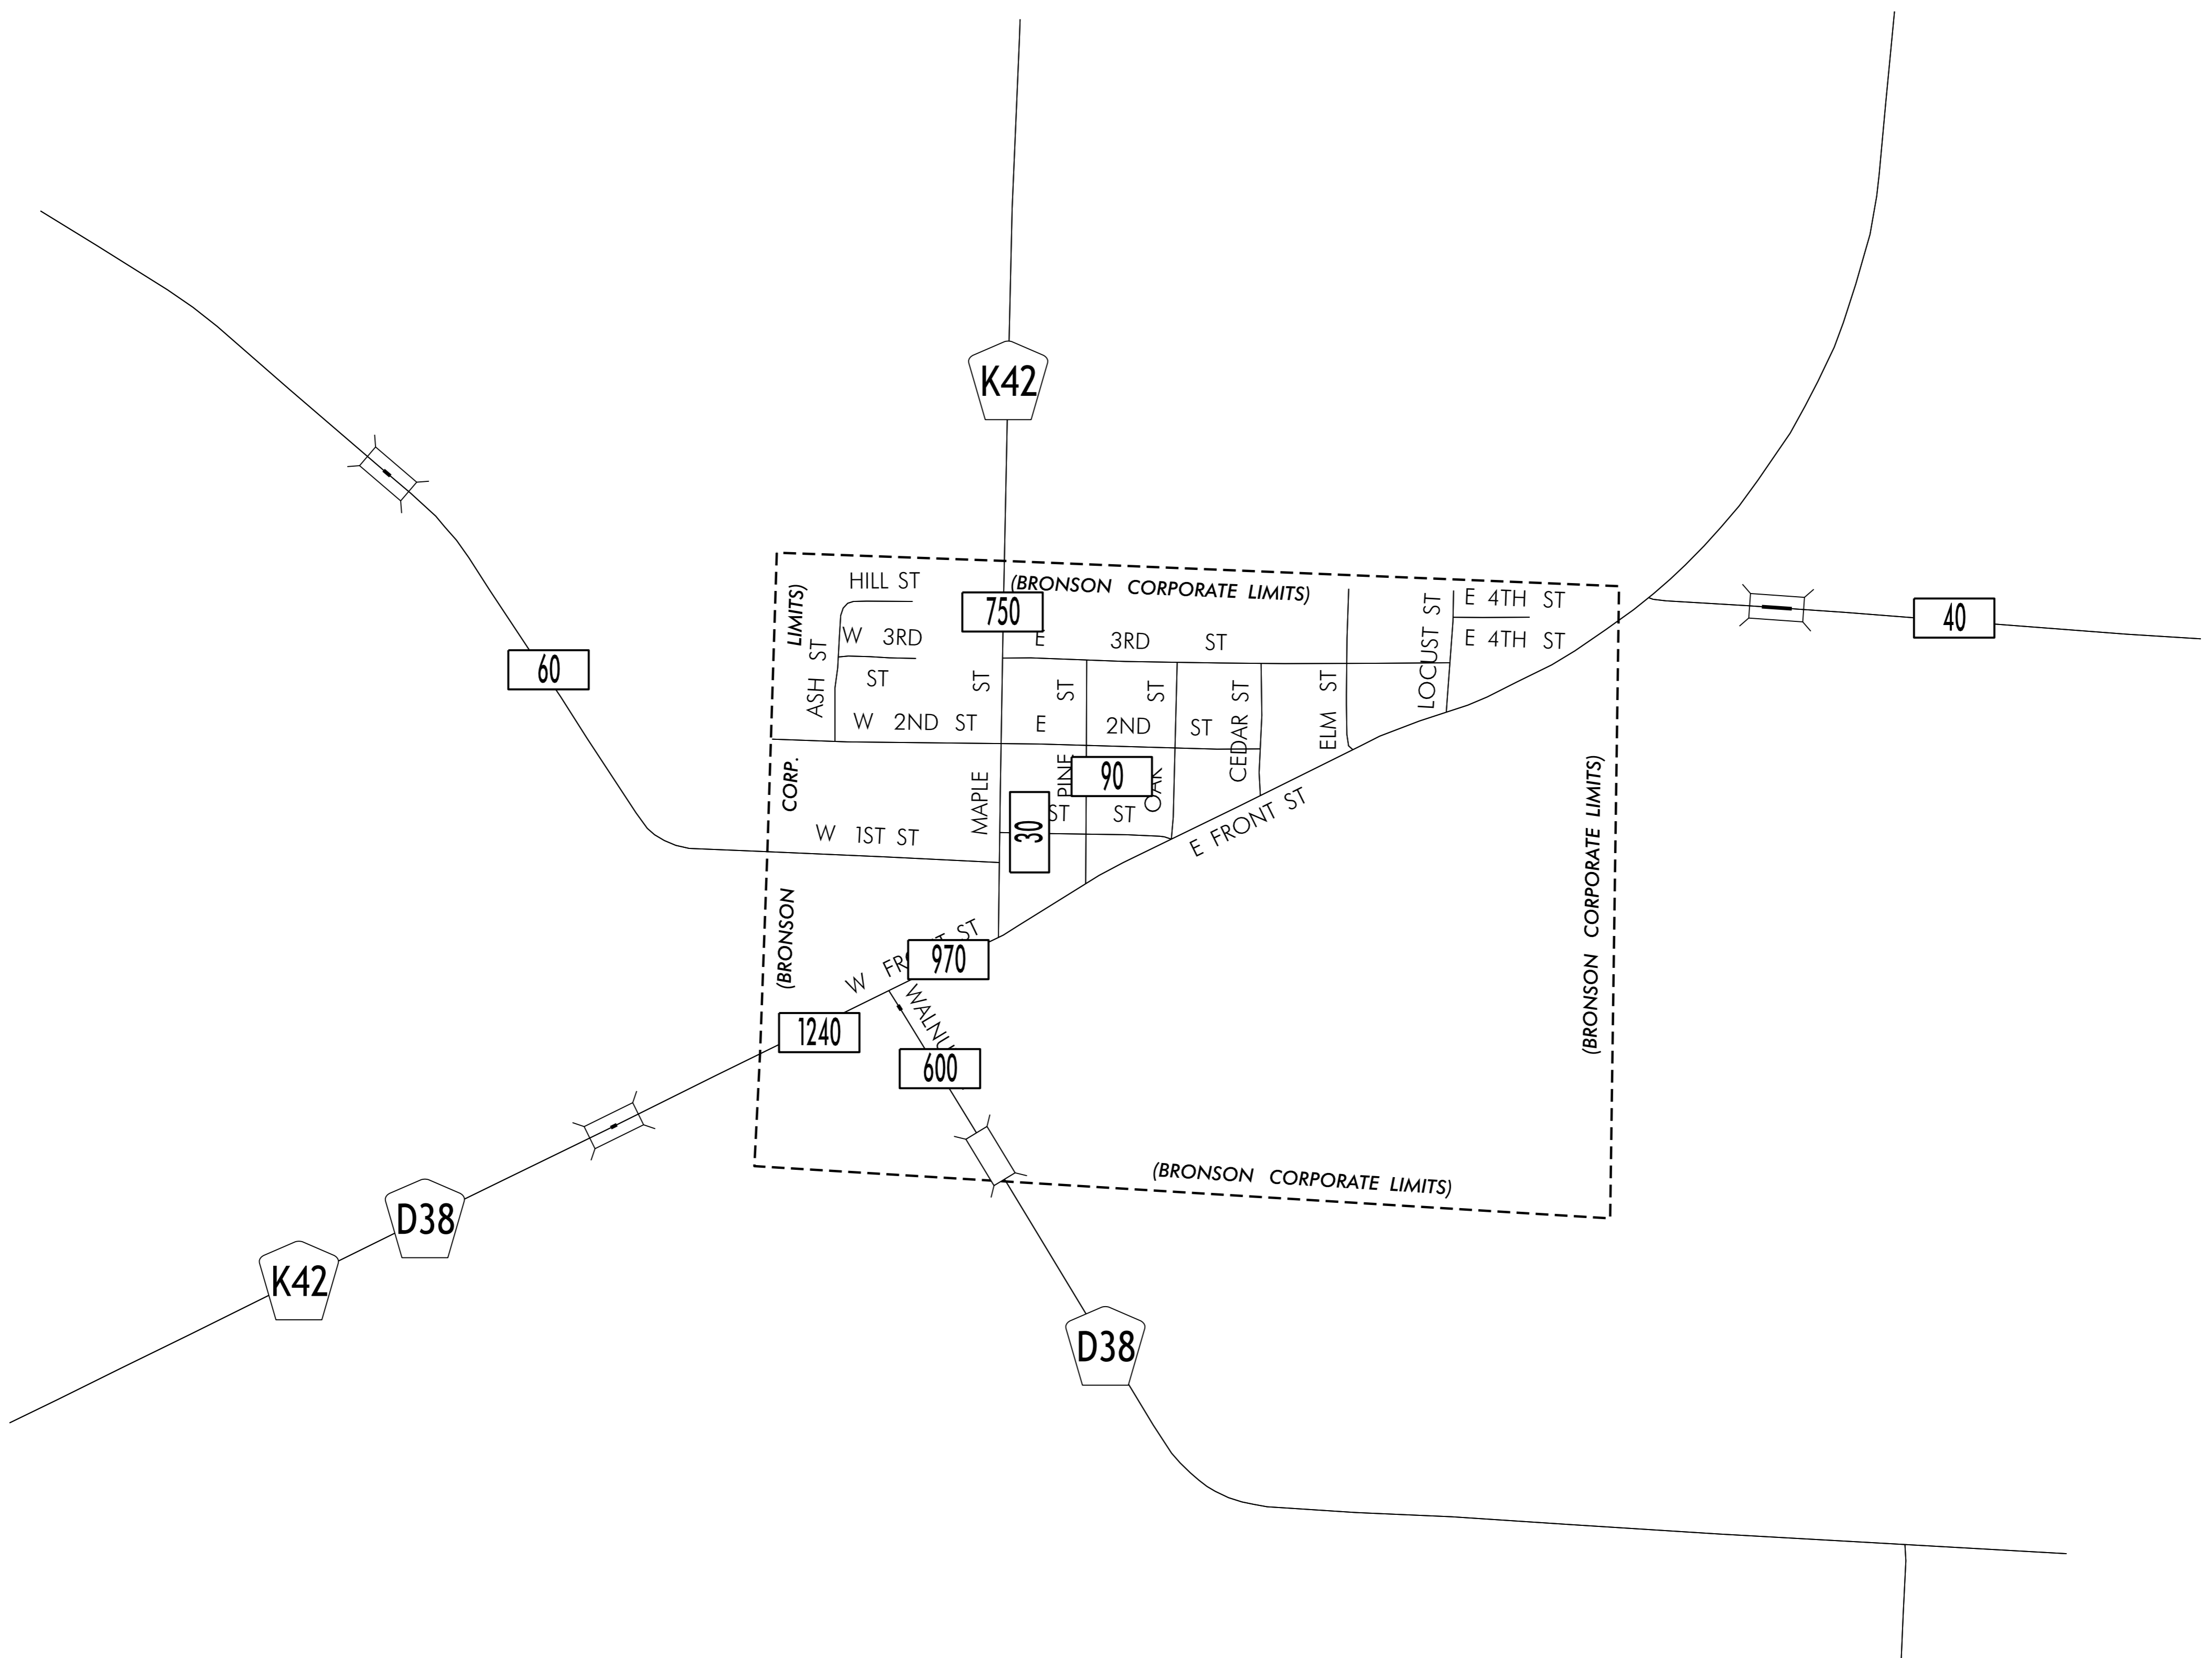 K42
HILL ST
(BRONSON CORPORATE LIMITS)
750
E 4TH ST
40
W 3RD
ST
E 3RD ST
E 4TH ST
LIMITS)
ASH ST
60
LOCUST ST
W 2ND ST
E 2ND ST
ST
ST
CEDAR ST
ELM ST
CORP.
MAPLE ST
PINE
90
30
ST ST
W 1ST ST
E FRONT ST
(BRONSON
(BRONSON CORPORATE LIMITS)
W ST
970
1240
600
(BRONSON CORPORATE LIMITS)
D38
K42
D38